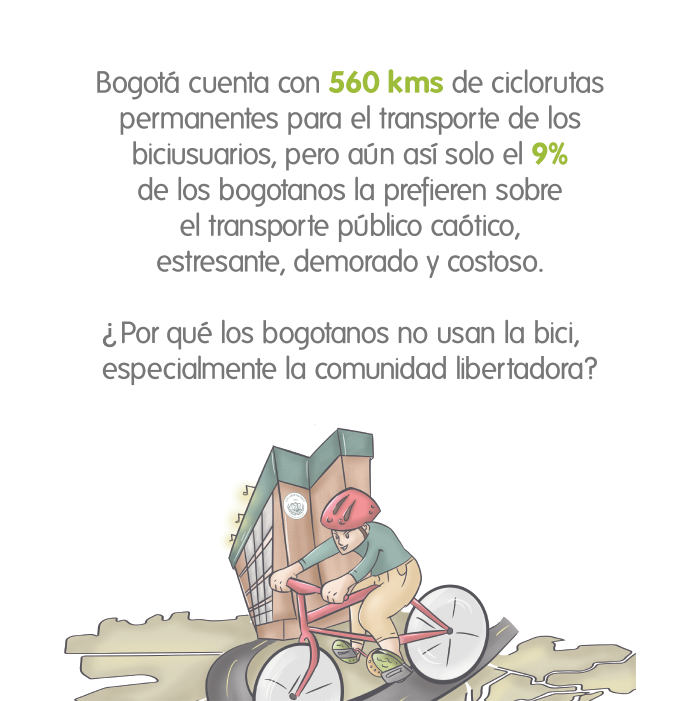 Bogotá cuenta con 560 kms de ciclorutas
permanentes para el transporte de los
biciusuarios, pero aún así solo el 9%
de los bogotanos la prefieren sobre
el transporte público caótico,
estresante, demorado y costoso.
¿Por qué los bogotanos no usan la bici,
especialmente la comunidad libertadora?